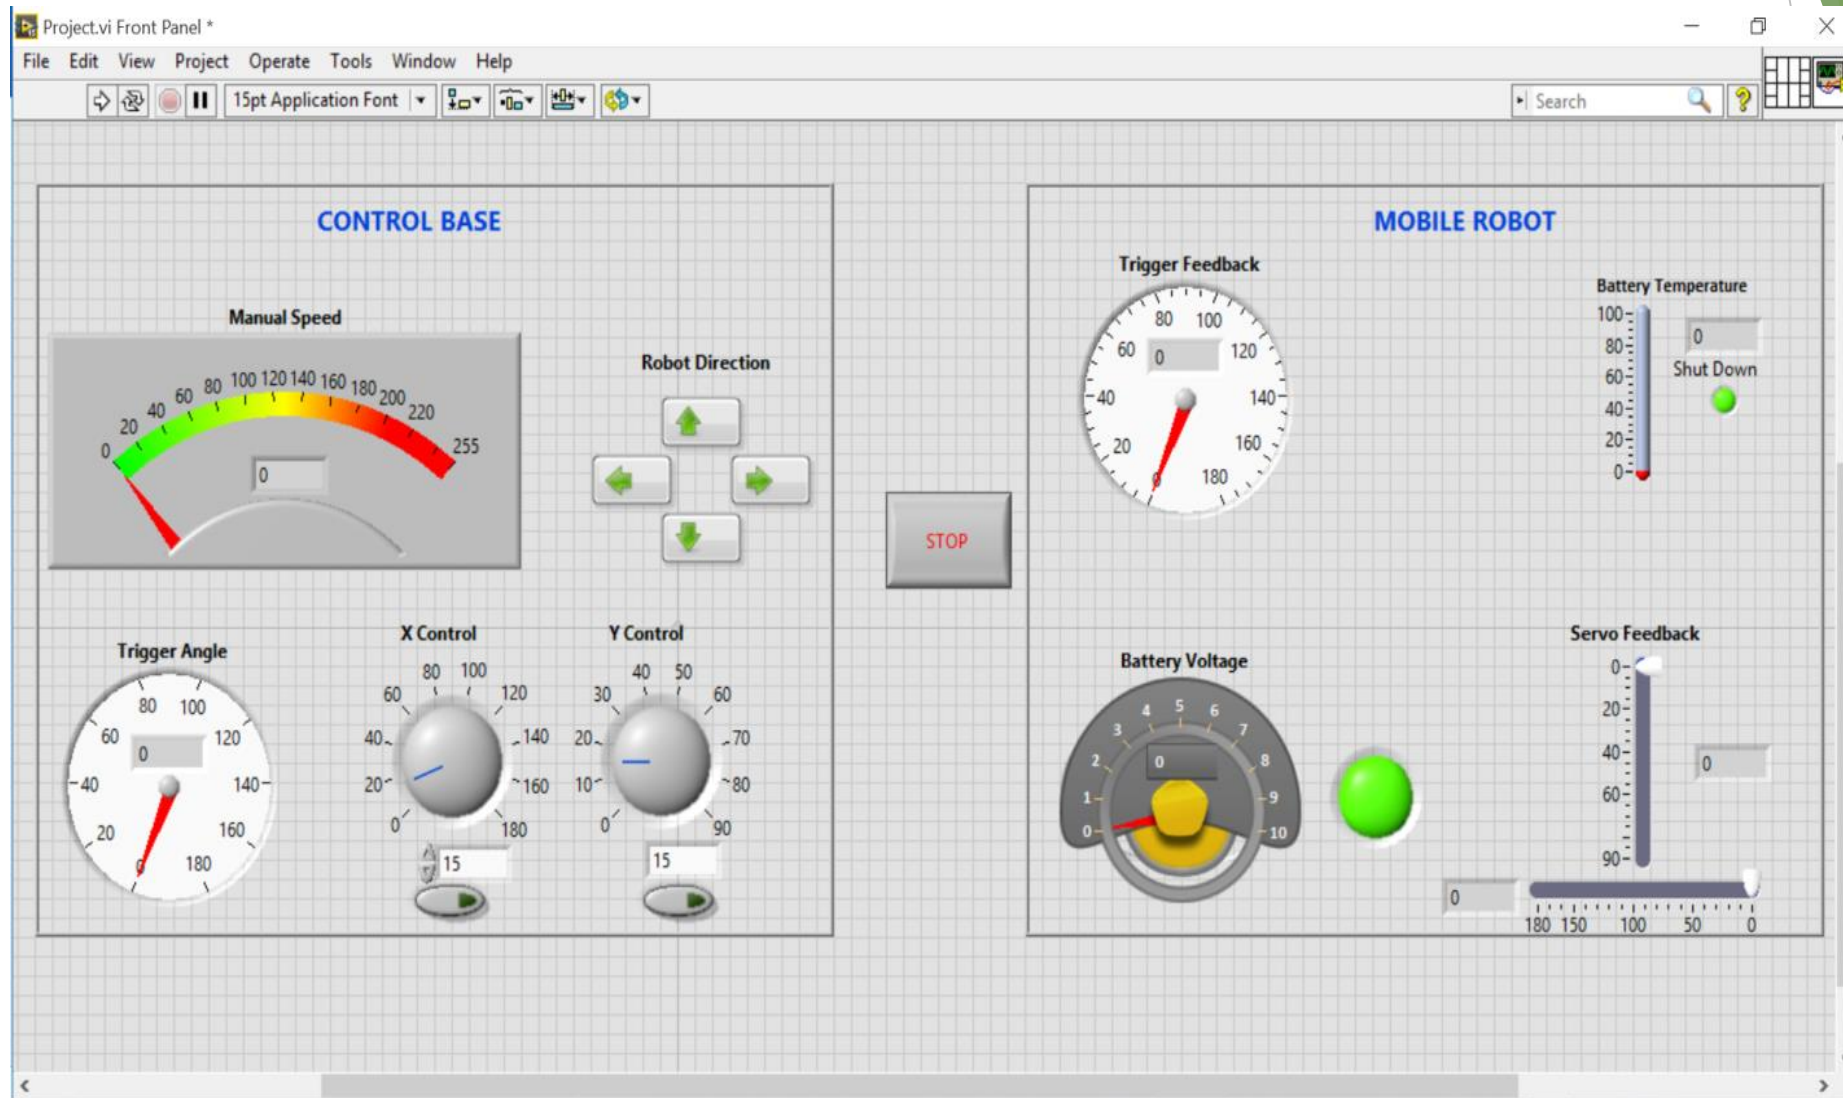 Project.vi Front Panel *
File Edit View Project Operate Tools Window Help
15pt Application Font
Search
CONTROL BASE
Manual Speed
0 20 40 60 80 100 120 140 160 180 200 220 255
0
Robot Direction
Trigger Angle
0 20 40 60 80 100 120 140 160 180
0
X Control
0 20 40 60 80 100 120 140 160 180
15
Y Control
0 10 20 30 40 50 60 70 80 90
15
STOP
MOBILE ROBOT
Trigger Feedback
0 20 40 60 80 100 120 140 160 180
0
Battery Temperature
100
80
60
40
20
0
0
Shut Down
Battery Voltage
0 1 2 3 4 5 6 7 8 9 10
0
Servo Feedback
0
20
40
60
90
0
0
180 150 100 50 0